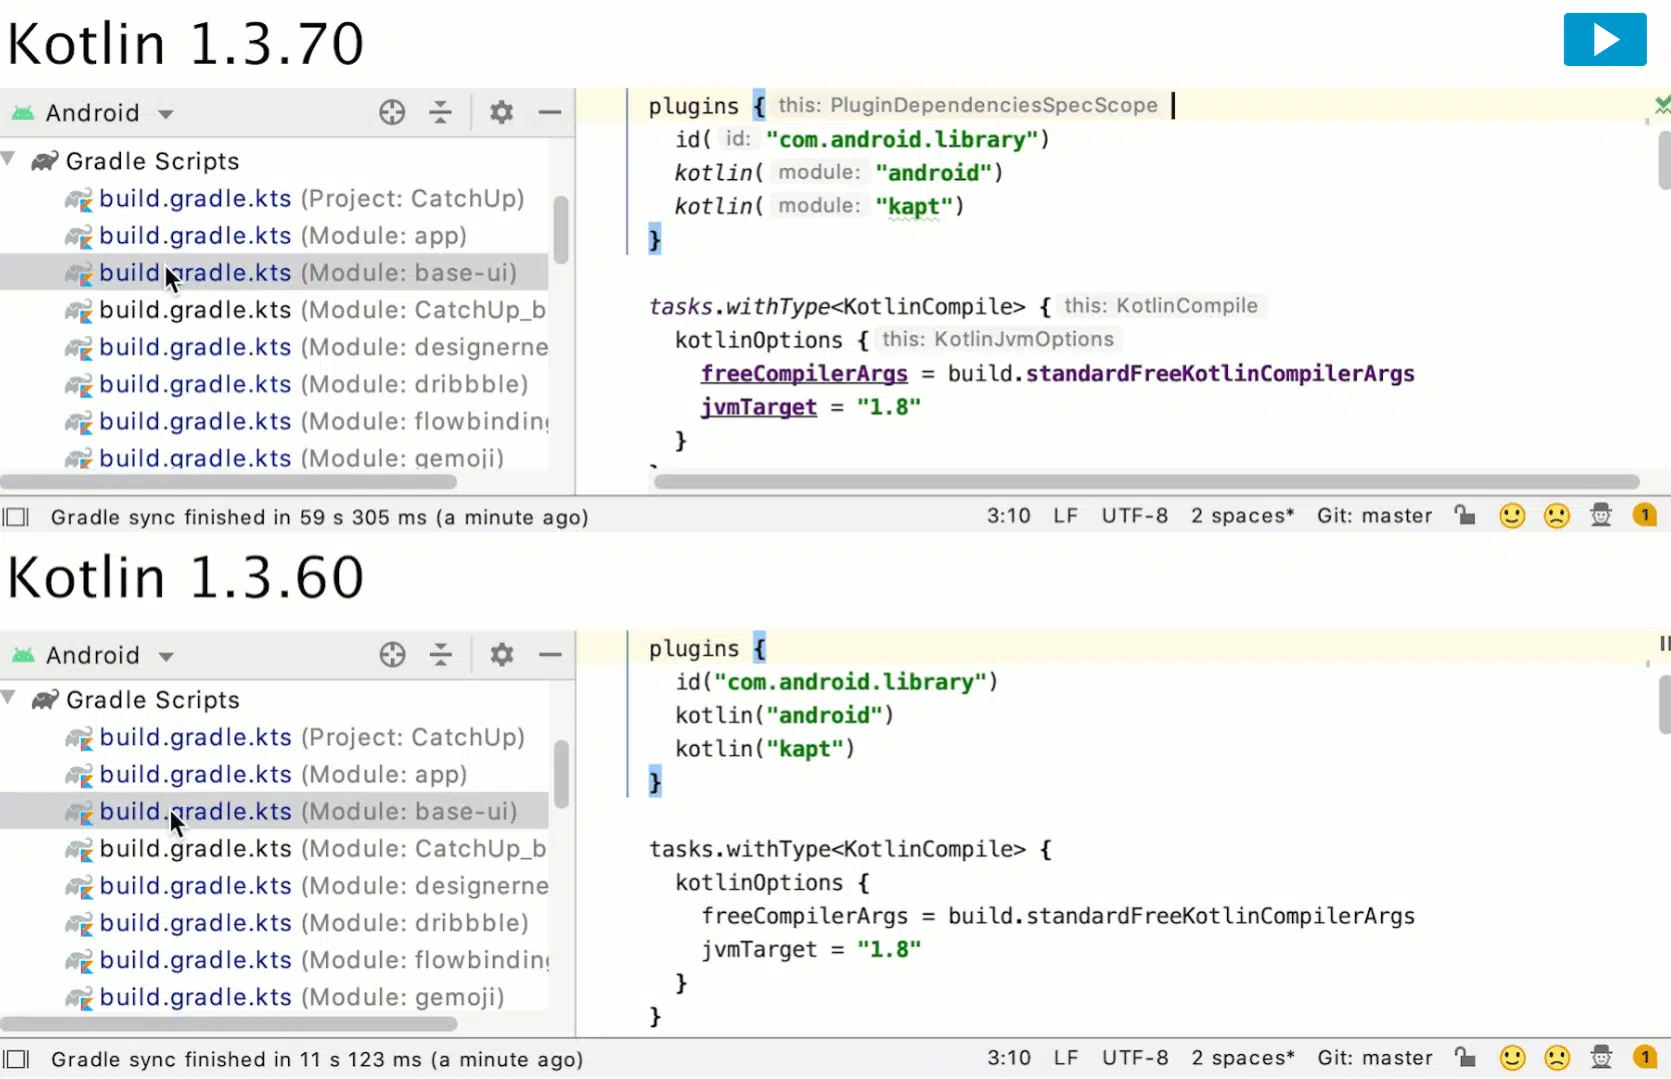 Kotlin 1.3.70
Android
Gradle Scripts
build.gradle.kts (Project: CatchUp)
build.gradle.kts (Module: app)
build.gradle.kts (Module: base-ui)
build.gradle.kts (Module: CatchUp_b
build.gradle.kts (Module: designerne
build.gradle.kts (Module: dribbble)
build.gradle.kts (Module: flowbinding
build.gradle.kts (Module: gemoji)
plugins { this: PluginDependenciesSpecScope
id( id: "com.android.library")
kotlin( module: "android")
kotlin( module: "kapt")
}
tasks.withType<KotlinCompile> { this: KotlinCompile
kotlinOptions { this: KotlinJvmOptions
freeCompilerArgs = build.standardFreeKotlinCompilerArgs
jvmTarget = "1.8"
}
Gradle sync finished in 59 s 305 ms (a minute ago) 3:10 LF UTF-8 2 spaces* Git: master 1
Kotlin 1.3.60
Android
Gradle Scripts
build.gradle.kts (Project: CatchUp)
build.gradle.kts (Module: app)
build.gradle.kts (Module: base-ui)
build.gradle.kts (Module: CatchUp_b
build.gradle.kts (Module: designerne
build.gradle.kts (Module: dribbble)
build.gradle.kts (Module: flowbinding
build.gradle.kts (Module: gemoji)
plugins {
id("com.android.library")
kotlin("android")
kotlin("kapt")
}
tasks.withType<KotlinCompile> {
kotlinOptions {
freeCompilerArgs = build.standardFreeKotlinCompilerArgs
jvmTarget = "1.8"
}
}
Gradle sync finished in 11 s 123 ms (a minute ago) 3:10 LF UTF-8 2 spaces* Git: master 1